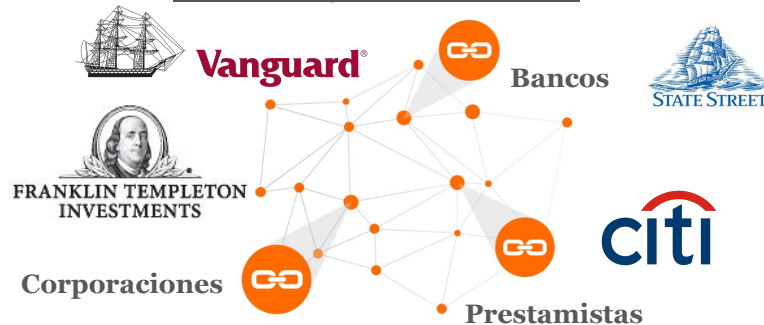 Vanguard®
Bancos
STATE STREET
FRANKLIN TEMPLETON
INVESTMENTS
citi
Corporaciones
Prestamistas